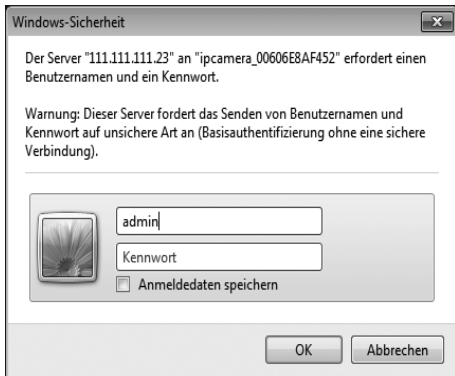 Windows-Sicherheit
Der Server "111.111.111.23" an "ipcamera_00606E8AF452" erfordert einen
Benutzernamen und ein Kennwort.
Warnung: Dieser Server fordert das Senden von Benutzernamen und
Kennwort auf unsichere Art an (Basisauthentifizierung ohne eine sichere
Verbindung).
admin
Kennwort
Anmeldedaten speichern
OK
Abbrechen